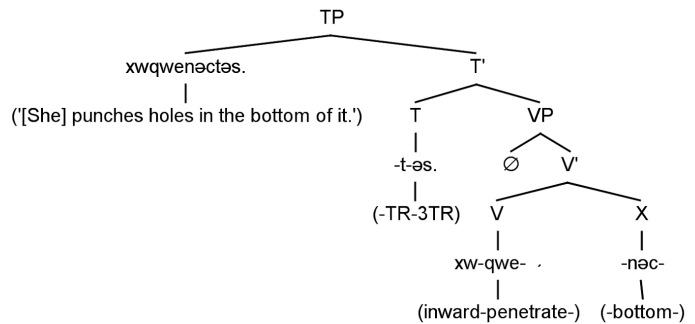 TP
xwqwenəctəs. T'
('[She] punches holes in the bottom of it.') T VP
-t-əs. ∅ V'
(-TR-3TR) V X
xw-qwe- -nəc-
(inward-penetrate-) (-bottom-)